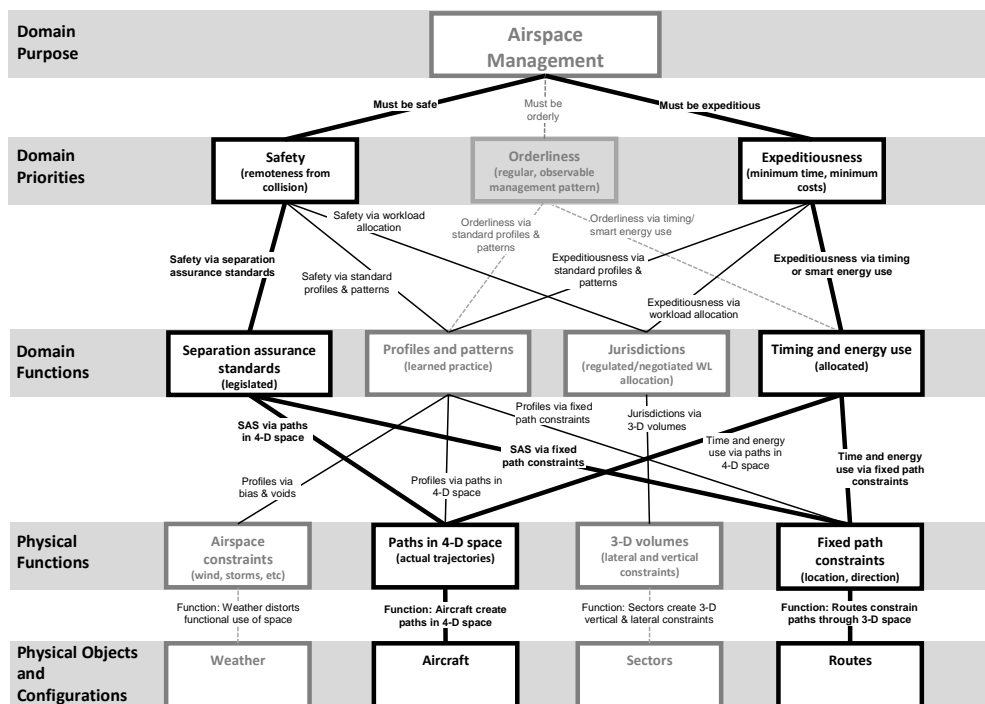 Domain
Purpose
Airspace
Management
Must be safe
Must be
orderly
Must be expeditious
Domain
Priorities
Safety
(remoteness from
collision)
Orderliness
(regular, observable
management pattern)
Expeditiousness
(minimum time, minimum
costs)
Safety via workload
allocation
Orderliness via
standard profiles &
patterns
Orderliness via timing/
smart energy use
Safety via separation
assurance standards
Safety via standard
profiles & patterns
Expeditiousness via
standard profiles &
patterns
Expeditiousness via timing
or smart energy use
Expeditiousness via
workload allocation
Domain
Functions
Separation assurance
standards
(legislated)
Profiles and patterns
(learned practice)
Jurisdictions
(regulated/negotiated WL
allocation)
Timing and energy use
(allocated)
SAS via paths
in 4-D space
Profiles via fixed
path constraints
Jurisdictions via
3-D volumes
SAS via fixed
path constraints
Time and energy
use via paths in
4-D space
Time and energy
use via fixed path
constraints
Profiles via
bias & voids
Profiles via paths in
4-D space
Physical
Functions
Airspace
constraints
(wind, storms, etc)
Paths in 4-D space
(actual trajectories)
3-D volumes
(lateral and vertical
constraints)
Fixed path
constraints
(location, direction)
Function: Weather distorts
functional use of space
Function: Aircraft create
paths in 4-D space
Function: Sectors create 3-D
vertical & lateral constraints
Function: Routes constrain
paths through 3-D space
Physical Objects
and
Configurations
Weather
Aircraft
Sectors
Routes